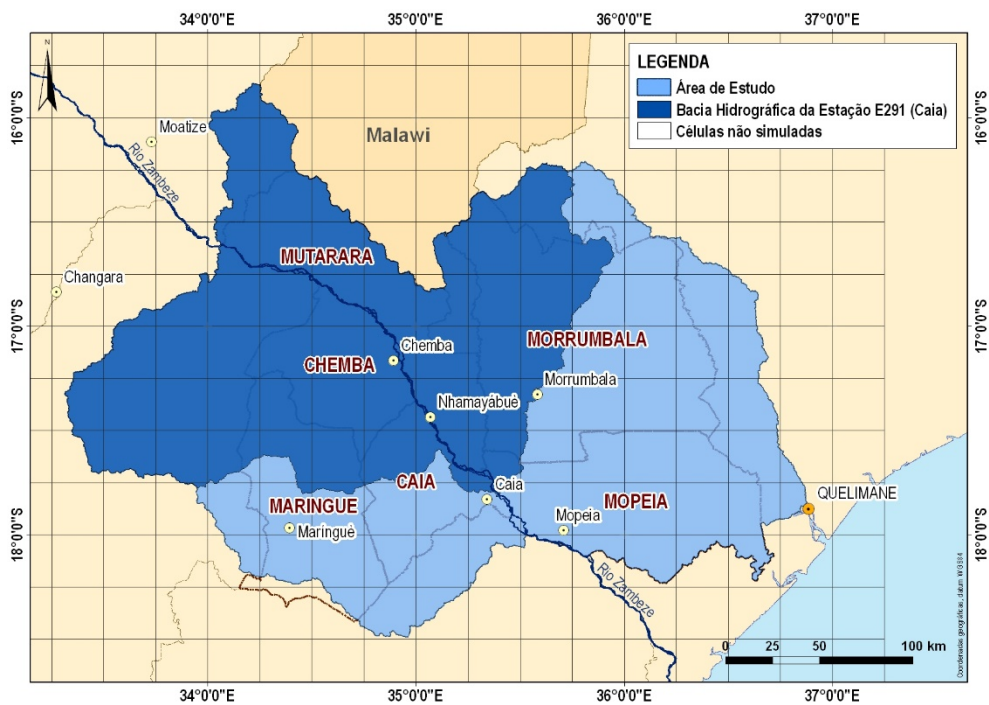 34°0'0"E
35°0'0"E
36°0'0"E
37°0'0"E
N
LEGENDA
Área de Estudo
Bacia Hidrográfica da Estação E291 (Caia)
Células não simuladas
16°0'0"S
16°0'0"S
Moatize
Malawi
Rio Zambeze
MUTARARA
Changara
17°0'0"S
17°0'0"S
Chemba
CHEMBA
MORRUMBALA
Morrumbala
Nhamayábuè
CAIA
Caia
MARINGUE
MOPEIA
QUELIMANE
Maringuè
Mopeia
18°0'0"S
18°0'0"S
Rio Zambeze
Coordenadas geográficas, datum WGS84
0 25 50 100 km
34°0'0"E
35°0'0"E
36°0'0"E
37°0'0"E